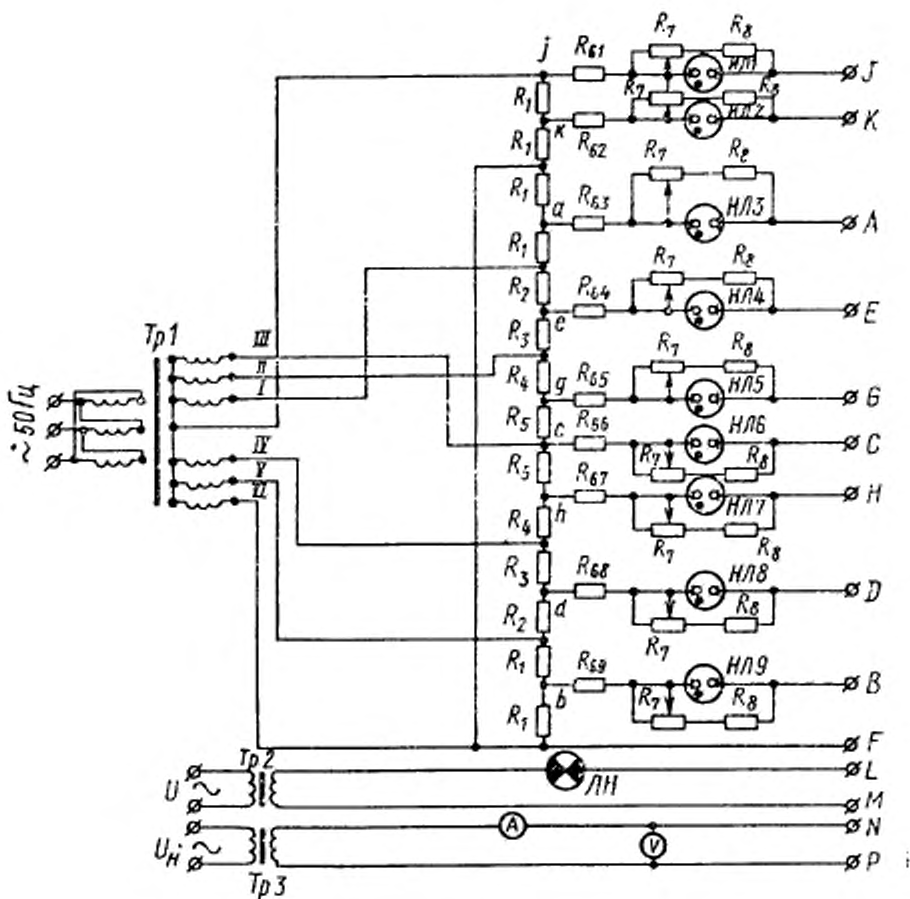 j R61 R7 R8 НЛ1 J
R1 R7 R8
к R62 НЛ2 K
R1
R1 R7 R8
a R63 НЛ3 A
R1
R2 R7 R8
e R64 НЛ4 E
R3
Тр1 III
II
I
R4 R7 R8
g R65 НЛ5 G
R5 R66 НЛ6
c C
~50Гц
IV
V
VI
R5 R67 R7 R8
h НЛ7 H
R4 R7 R8
R3 R68 НЛ8
d D
R2 R7 R8
R1 R69 НЛ9
b B
R1 R7 R8
F
Тр2 L
U ~ ЛН
M
A N
Uн ~ V
P
Тр3